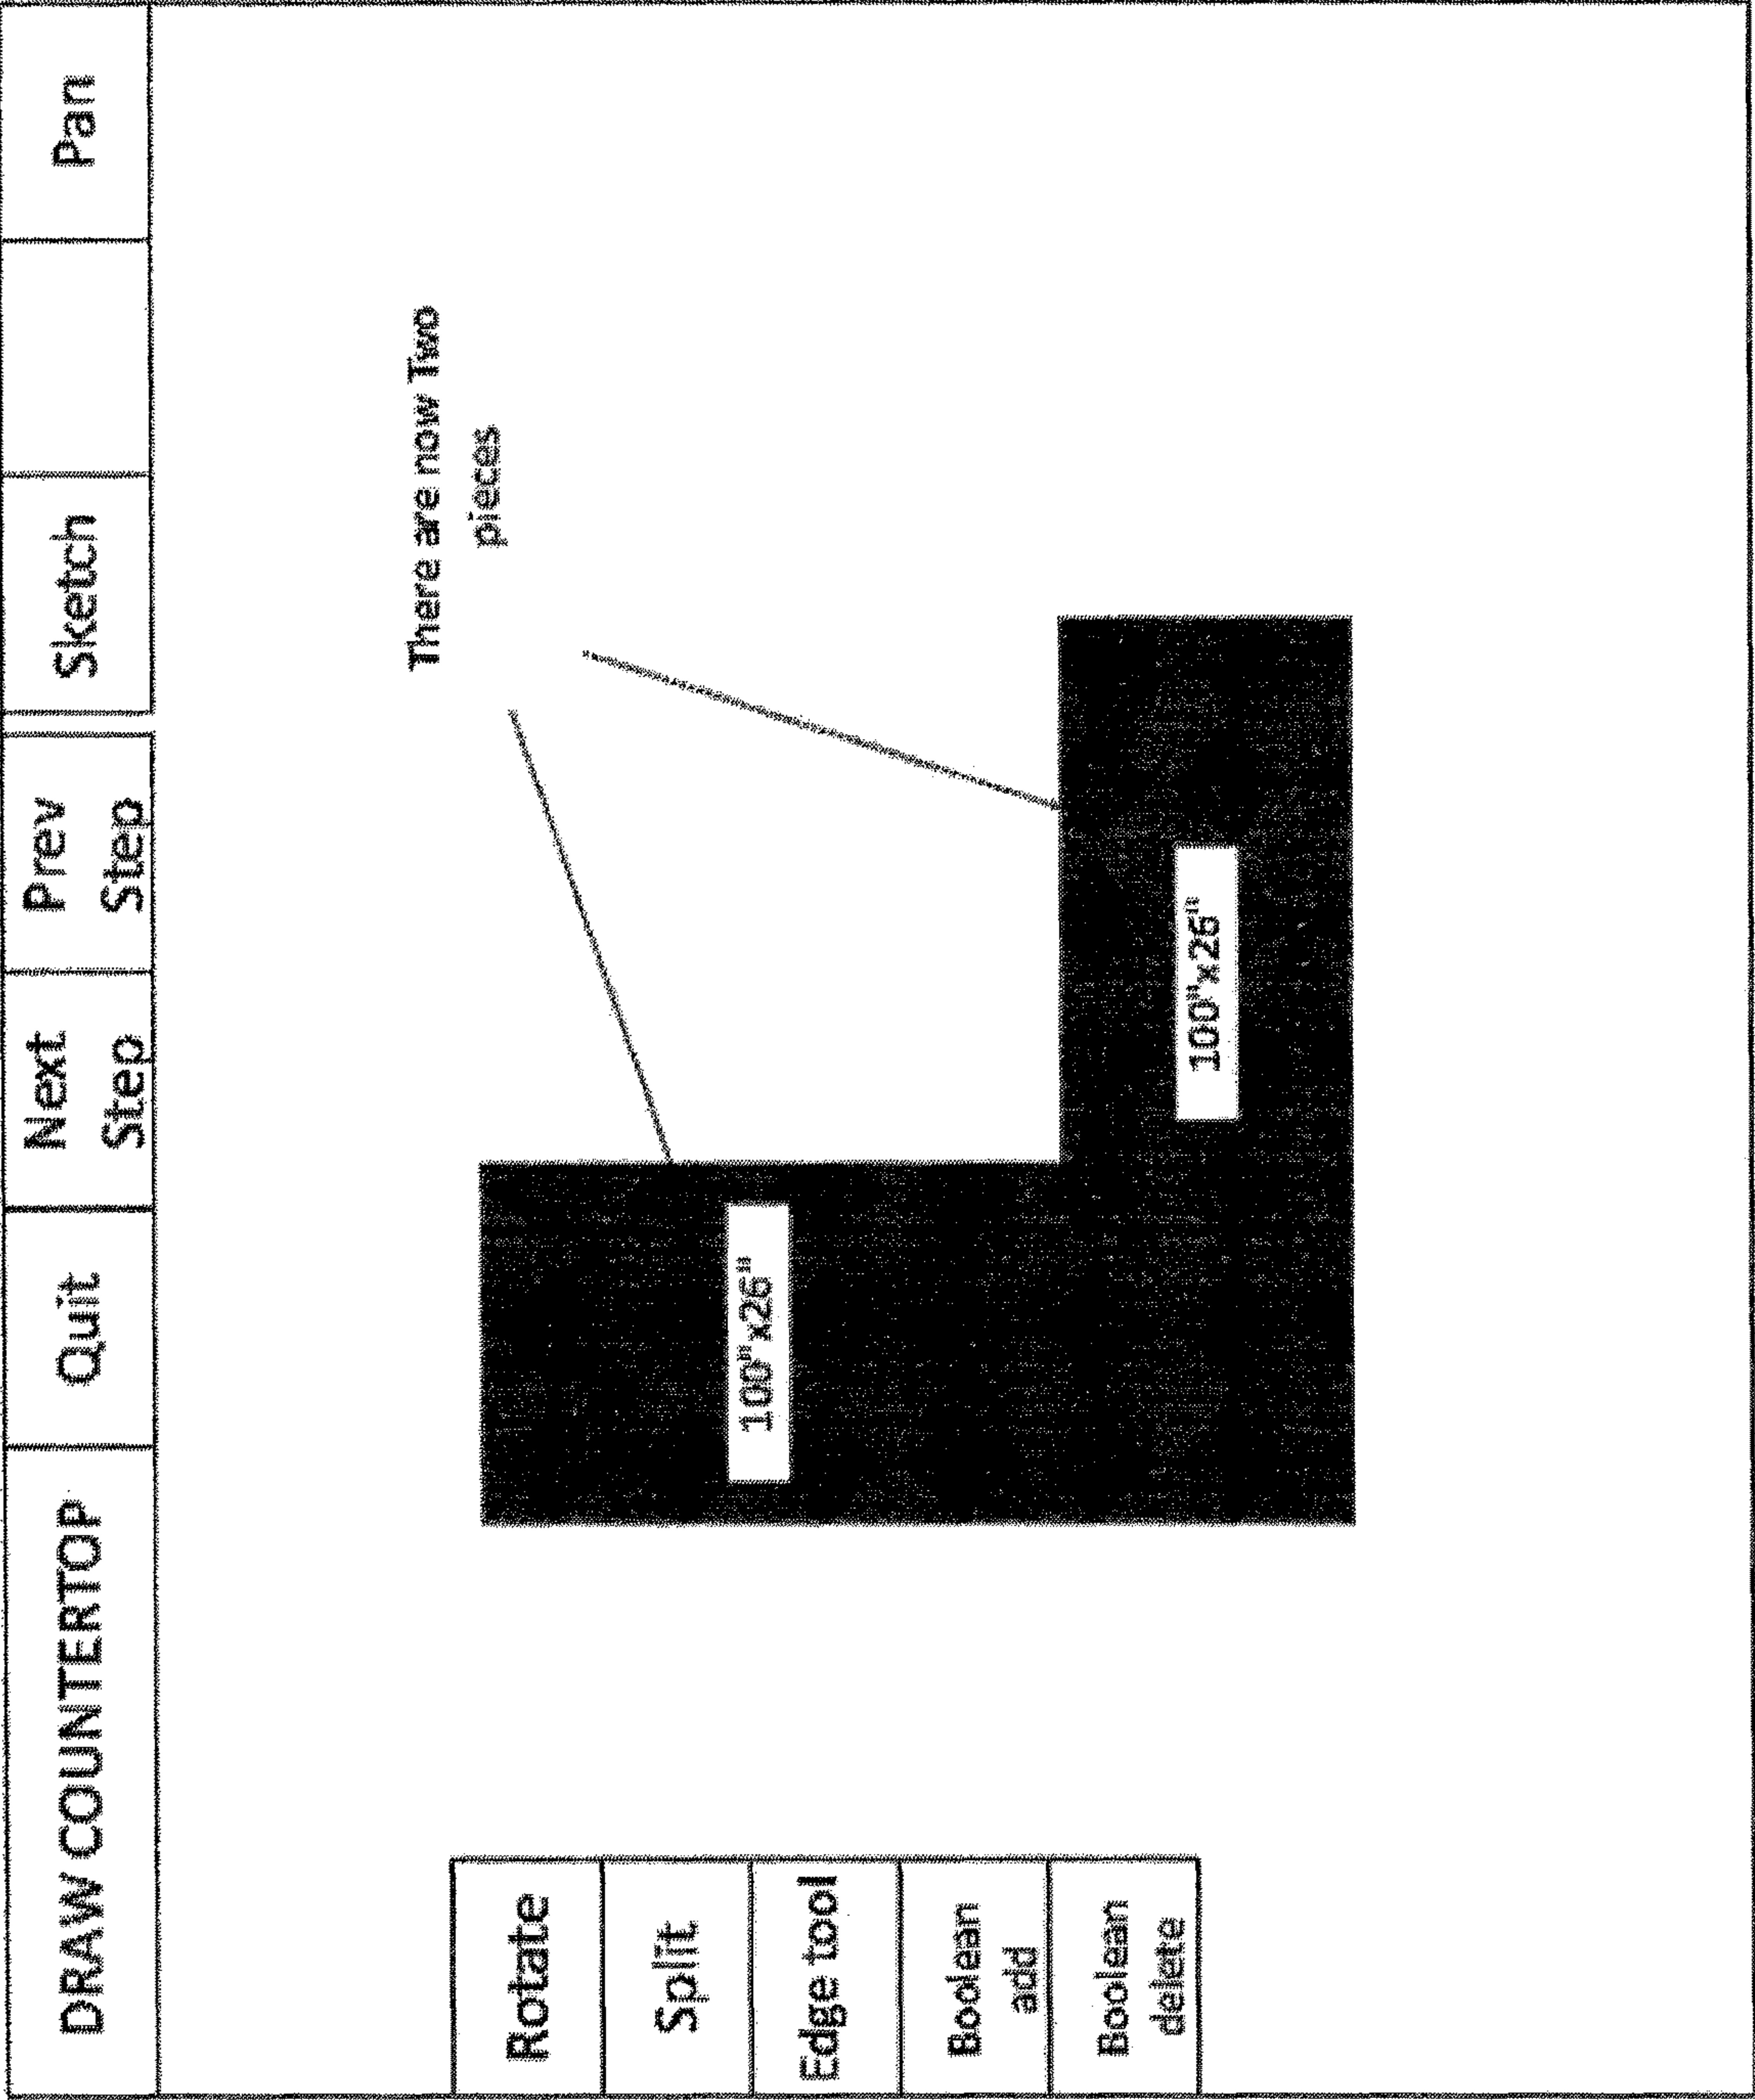 DRAW COUNTERTOP
Quit
Next
Step
Prev
Step
Sketch
Pan
There are now Two
pieces
Rotate
Split
Edge tool
Boolean
add
Boolean
delete
100"x26"
100"x26"